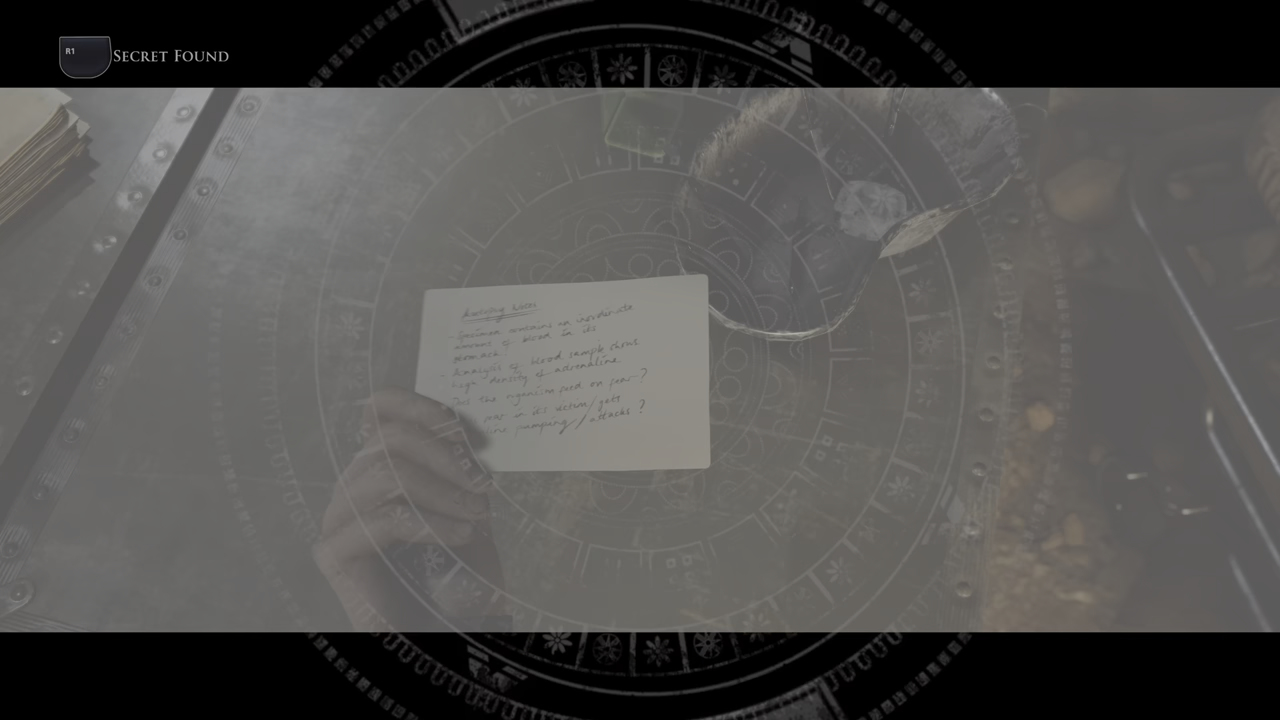 R1
Secret Found
Autopsy Notes
- Specimen contains an inordinate
amount of blood in its
stomach.
- Analysis of blood sample shows
high density of adrenaline.
the organism feed on fear?
fear in its victim/gets
pumping/attacks?